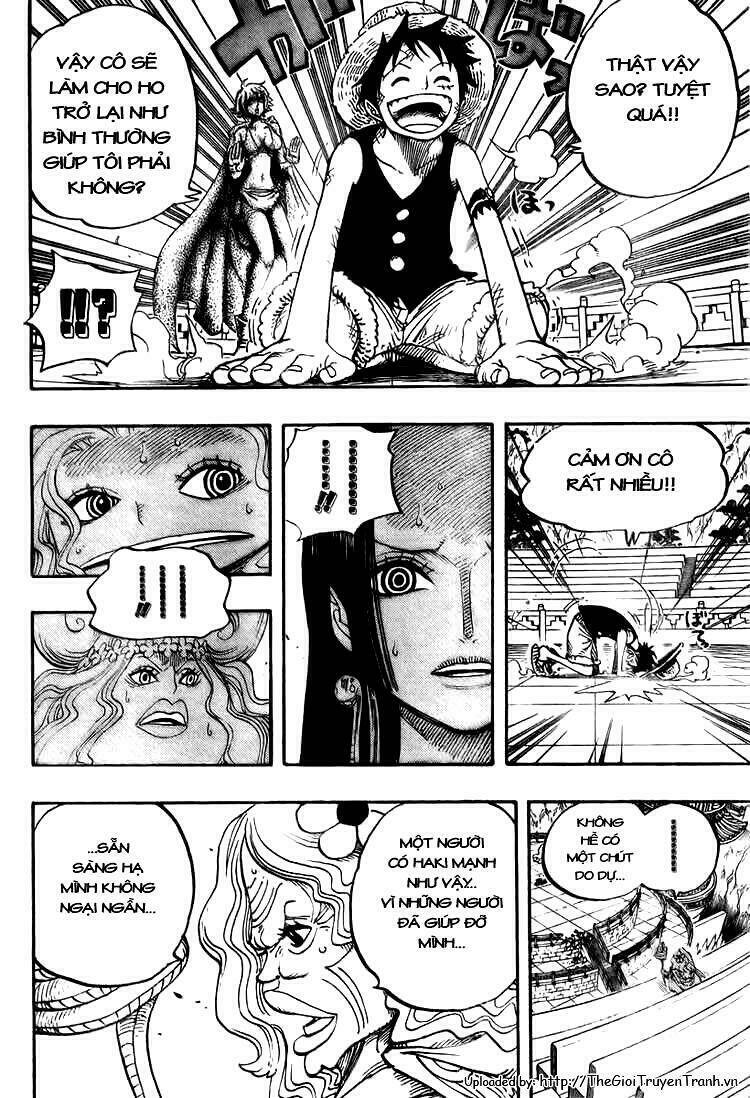 THẬT VẬY
SAO? TUYỆT
QUÁ!!
VẬY CÔ SẼ
LÀM CHO HO
TRỞ LẠI NHƯ
BÌNH THƯỜNG
GIÚP TÔI PHẢI
KHÔNG?
!!!?
CẢM ƠN CÔ
RẤT NHIỀU!!
KHÔNG
HỀ CÓ
MỘT CHÚT
DO DỰ...
MỘT NGƯỜI
CÓ HAKI MẠNH
NHƯ VẬY..
VÌ NHỮNG NGƯỜI
ĐÃ GIÚP ĐỠ
MÌNH...
...SẴN
SÀNG HẠ
MÌNH KHÔNG
NGẠI NGẦN...
Uploaded by: http://TheGioiTruyenTranh.vn